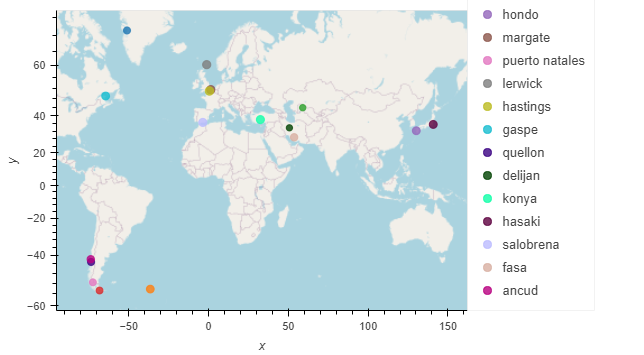 hondo
margate
puerto natales
lerwick
hastings
gaspe
quellon
delijan
konya
hasaki
salobrena
fasa
ancud
y
60
40
20
0
−20
−40
−60
−50
0
50
100
150
x